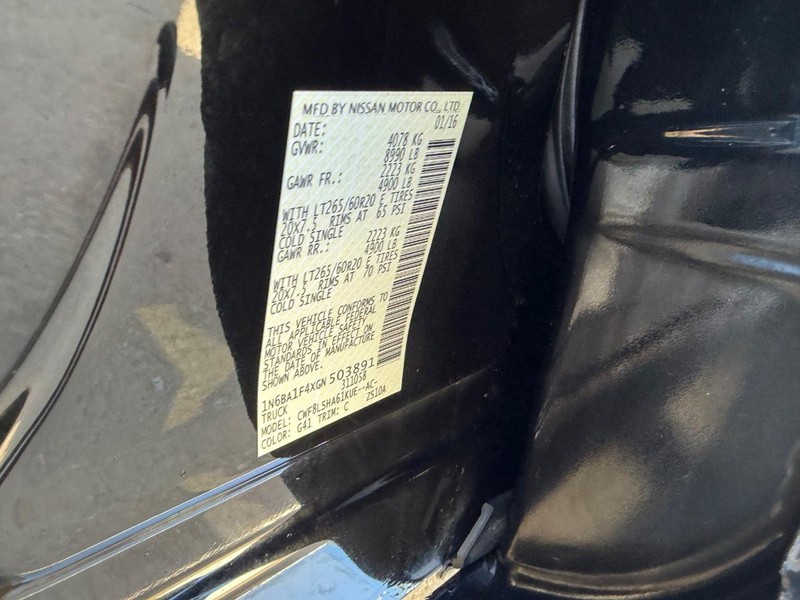 MFD BY NISSAN MOTOR CO., LTD.
DATE: 01/16
GVWR: 4078 KG
8990 LB
GAWR FR.: 2223 KG
4900 LB
WITH LT265/60R20 E TIRES
20X7.5 RIMS AT 65 PSI
COLD SINGLE
GAWR RR.: 2223 KG
4900 LB
WITH LT265/60R20 E TIRES
20X7.5 RIMS AT 70 PSI
COLD SINGLE
THIS VEHICLE CONFORMS TO
ALL APPLICABLE FEDERAL
MOTOR VEHICLE SAFETY
STANDARDS IN EFFECT ON
THE DATE OF MANUFACTURE
SHOWN ABOVE.
1N6BA1F4XGN503891
TRUCK 311058
MODEL: CWF8LSHA61KUE--AC-
COLOR: G41 TRIM: C 2S10A